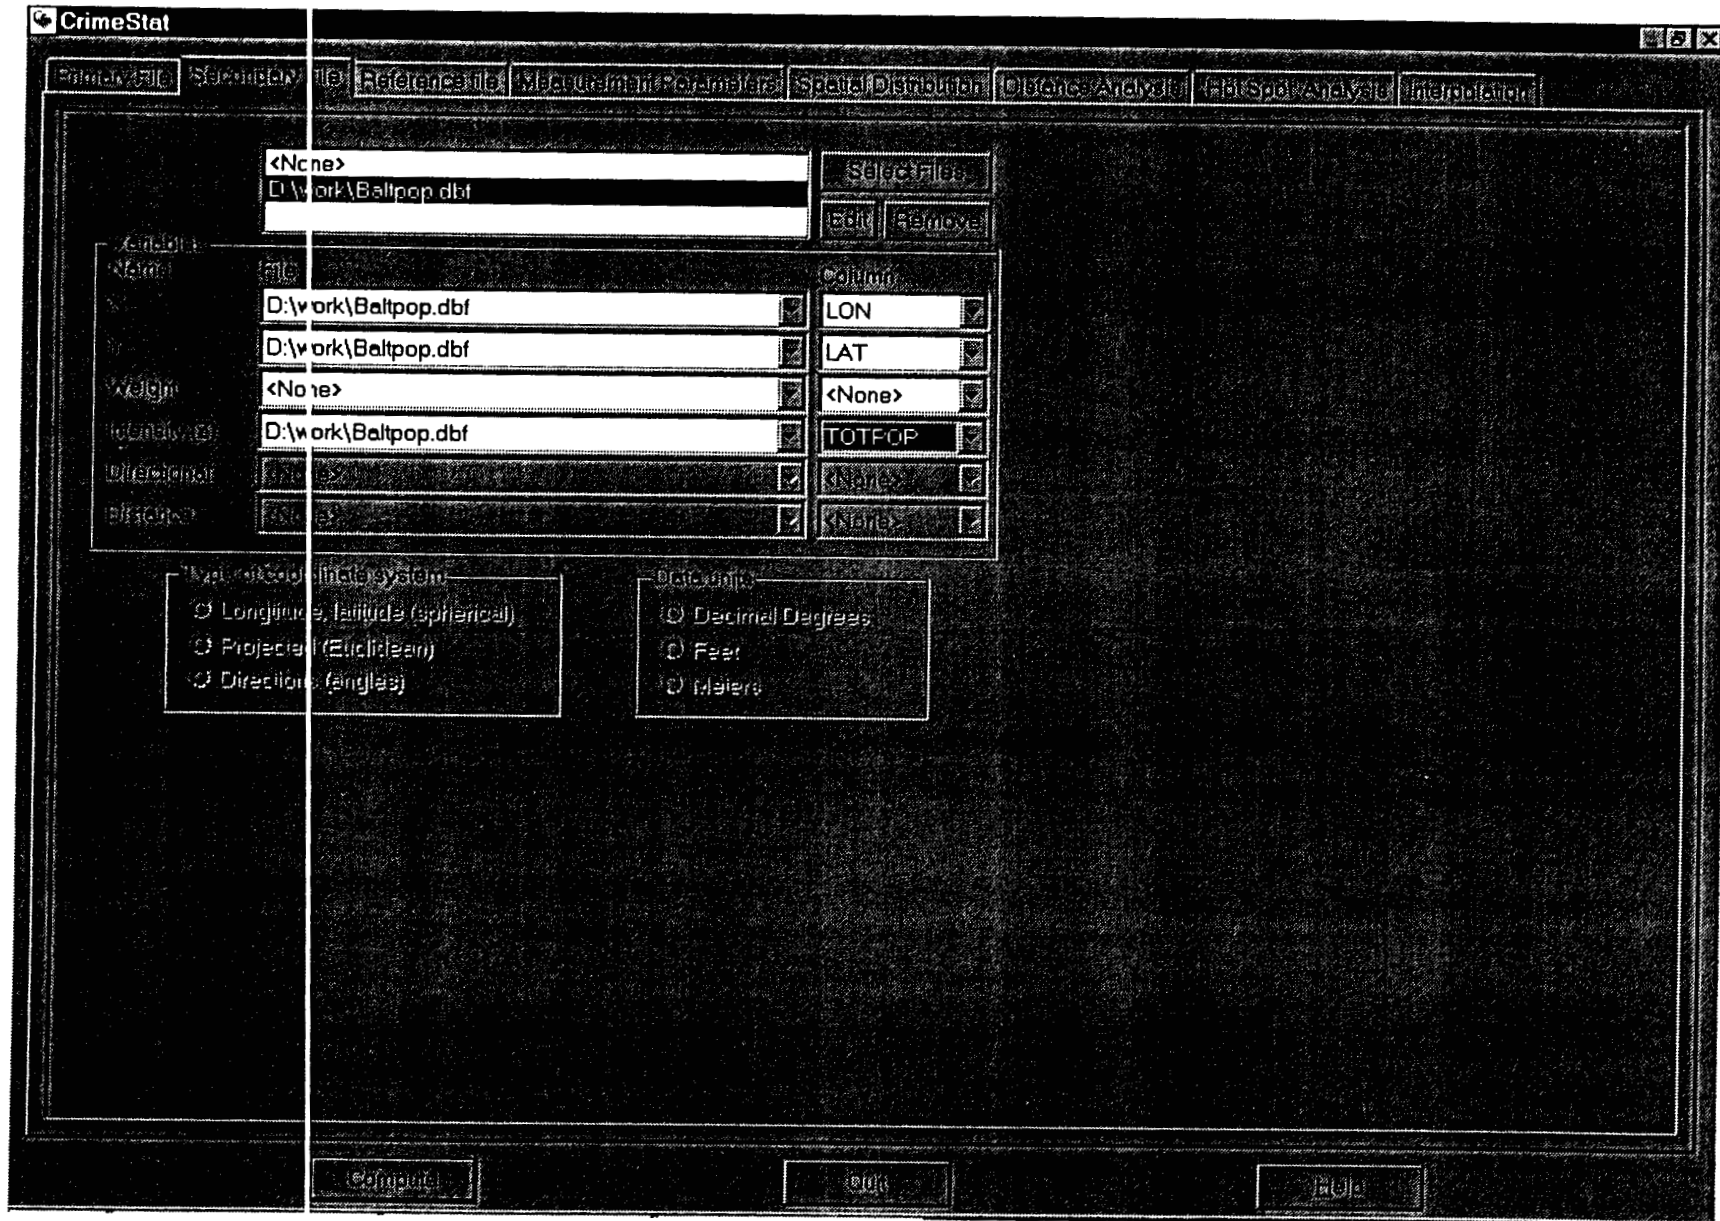 CrimeStat
Primary File Secondary File Reference file Measurement Parameters Spatial Distribution Distance Analysis Hot Spot Analysis Interpolation
<None> Select Files
D:\work\Baltpop.dbf
Edit Remove
Variables
Name File Column
D:\work\Baltpop.dbf LON
D:\work\Baltpop.dbf LAT
Weight <None> <None>
Intensity(Z) D:\work\Baltpop.dbf TOTPOP
Directional <None> <None>
Distance <None> <None>
Type of coordinate system Data units
Longitude, latitude (spherical) Decimal Degrees
Projected (Euclidean) Feet
Directions (angles) Meters
Compute Quit Help